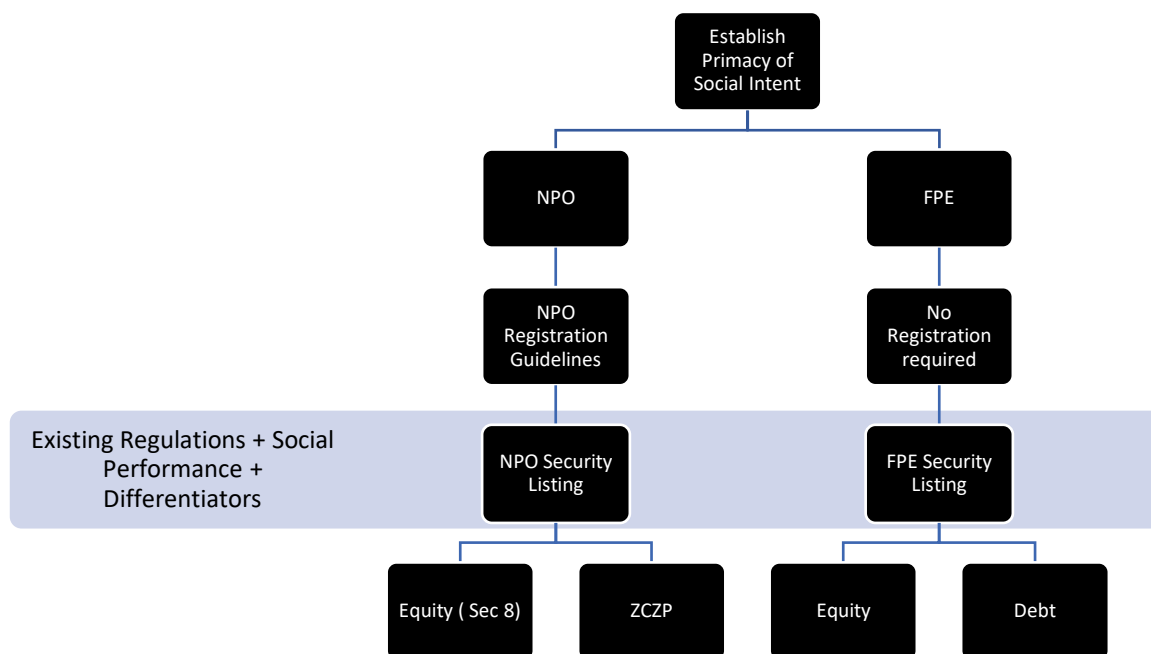 Establish
Primacy of
Social Intent
NPO
FPE
NPO
Registration
Guidelines
No
Registration
required
Existing Regulations + Social
Performance +
Differentiators
NPO Security
Listing
FPE Security
Listing
Equity ( Sec 8)
ZCZP
Equity
Debt